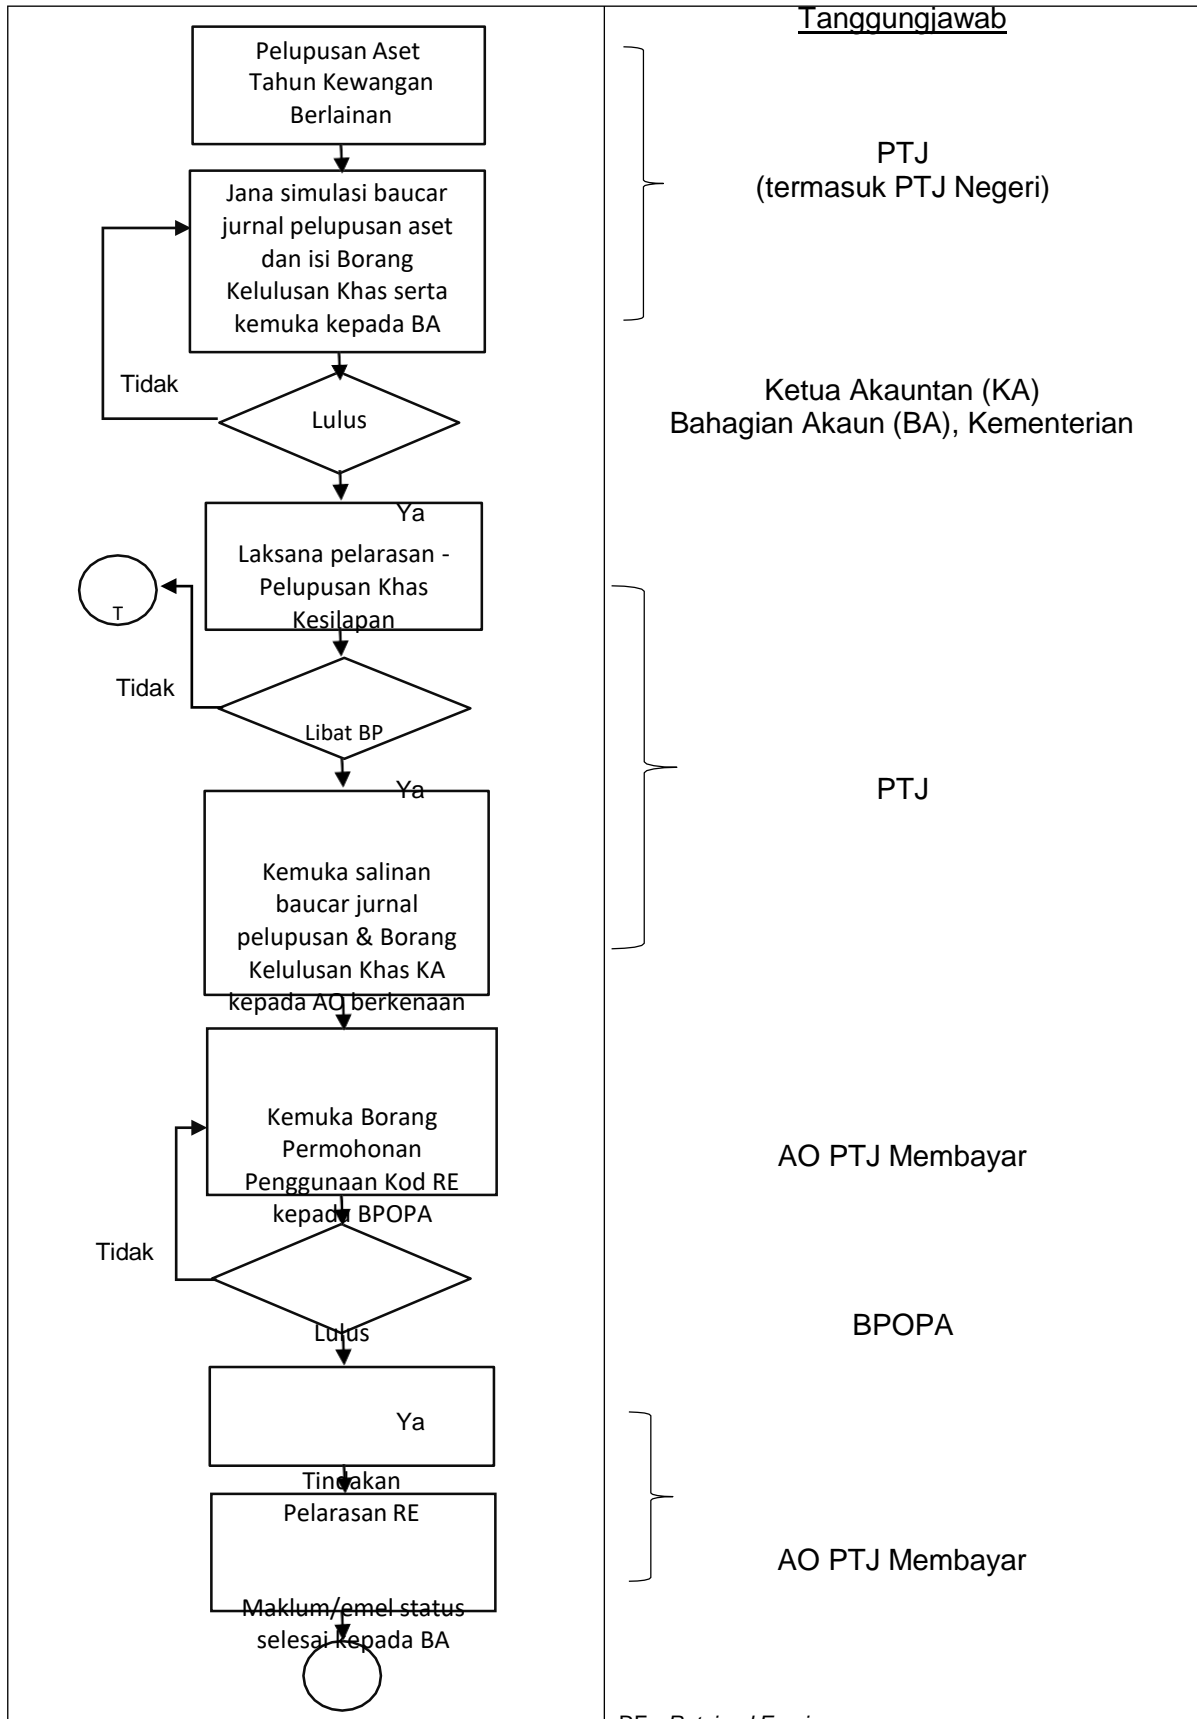 Tanggungjawab
Pelupusan Aset
Tahun Kewangan
Berlainan
PTJ
(termasuk PTJ Negeri)
Jana simulasi baucar
jurnal pelupusan aset
dan isi Borang
Kelulusan Khas serta
kemuka kepada BA
Tidak
Lulus
Ketua Akauntan (KA)
Bahagian Akaun (BA), Kementerian
Ya
Laksana pelarasan -
Pelupusan Khas
Kesilapan
T
Tidak
Libat BP
Ya
PTJ
Kemuka salinan
baucar jurnal
pelupusan & Borang
Kelulusan Khas KA
kepada AO berkenaan
Kemuka Borang
Permohonan
Penggunaan Kod RE
kepada BPOPA
AO PTJ Membayar
Tidak
Lulus
BPOPA
Ya
Tindakan
Pelarasan RE
AO PTJ Membayar
Maklum/emel status
selesai kepada BA